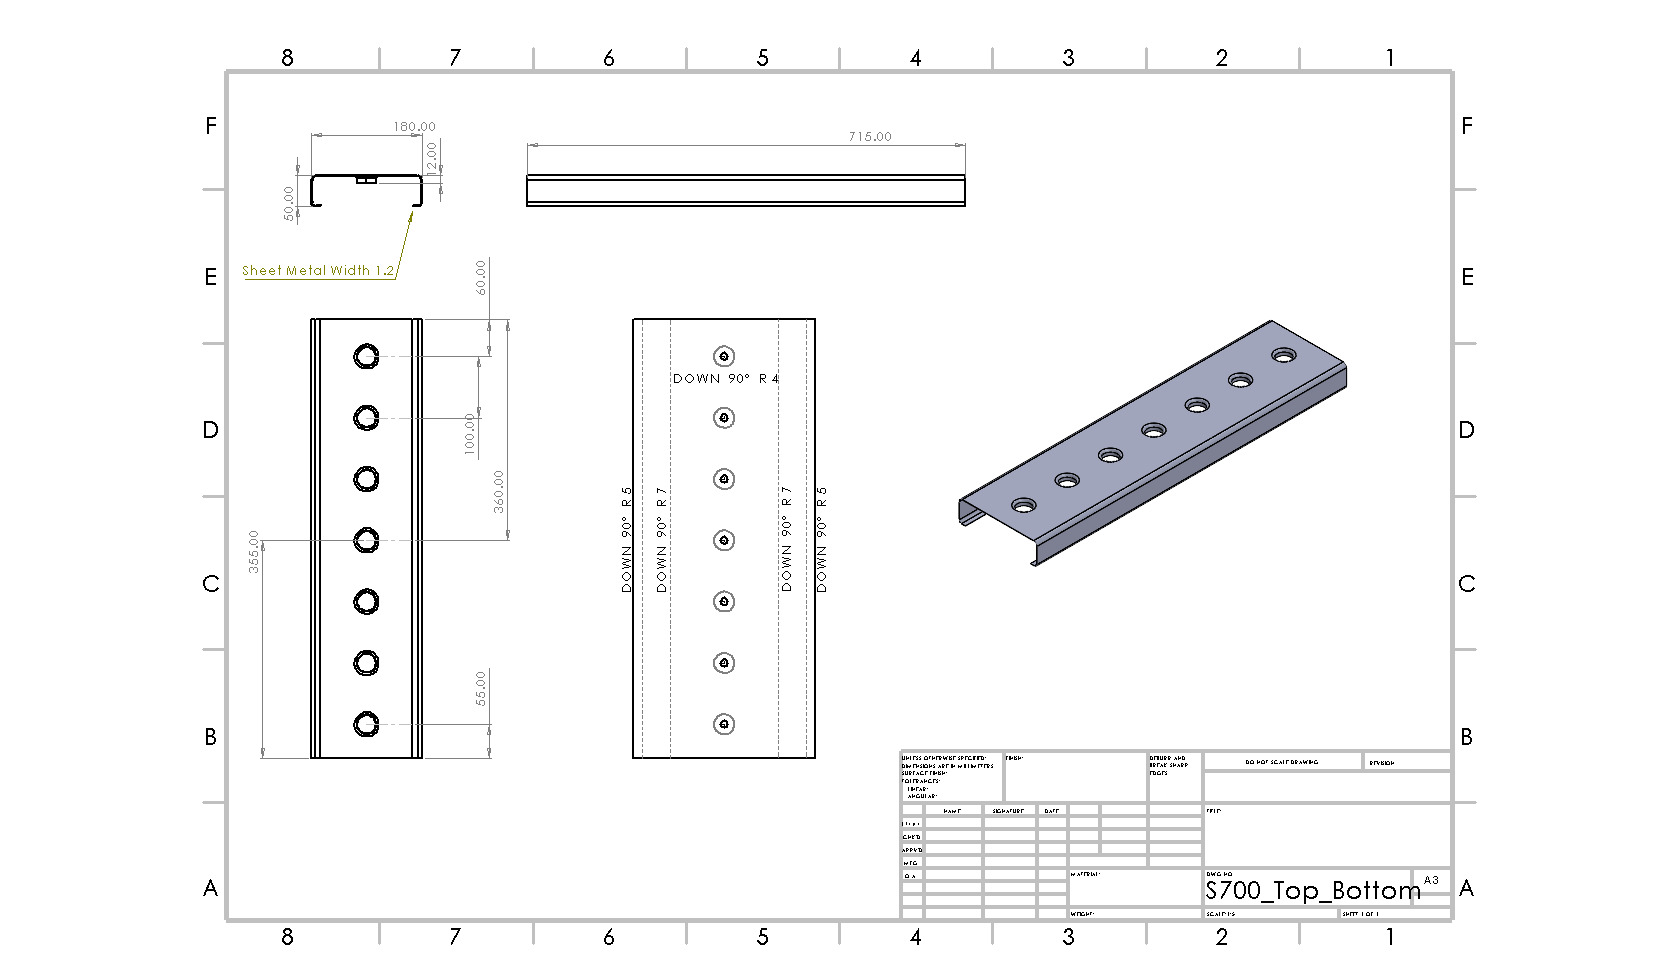 8 7 6 5 4 3 2 1
F F
180.00
12.00
50.00
715.00
E E
Sheet Metal Width 1.2
60.00
D D
100.00
360.00
DOWN 90° R 4
C C
355.00
DOWN 90° R 5
DOWN 90° R 7
DOWN 90° R 7
DOWN 90° R 5
B B
55.00
UNLESS OTHERWISE SPECIFIED:
DIMENSIONS ARE IN MILLIMETERS
SURFACE FINISH:
TOLERANCES:
LINEAR:
ANGULAR:
FINISH:
DEBURR AND
BREAK SHARP
EDGES
DO NOT SCALE DRAWING
REVISION
NAME SIGNATURE DATE
TITLE:
CHK'D
APPV'D
MFG
Q.A
MATERIAL:
DWG NO.
S700_Top_Bottom
A3
A A
WEIGHT:
SCALE:1:5
SHEET 1 OF 1
8 7 6 5 4 3 2 1